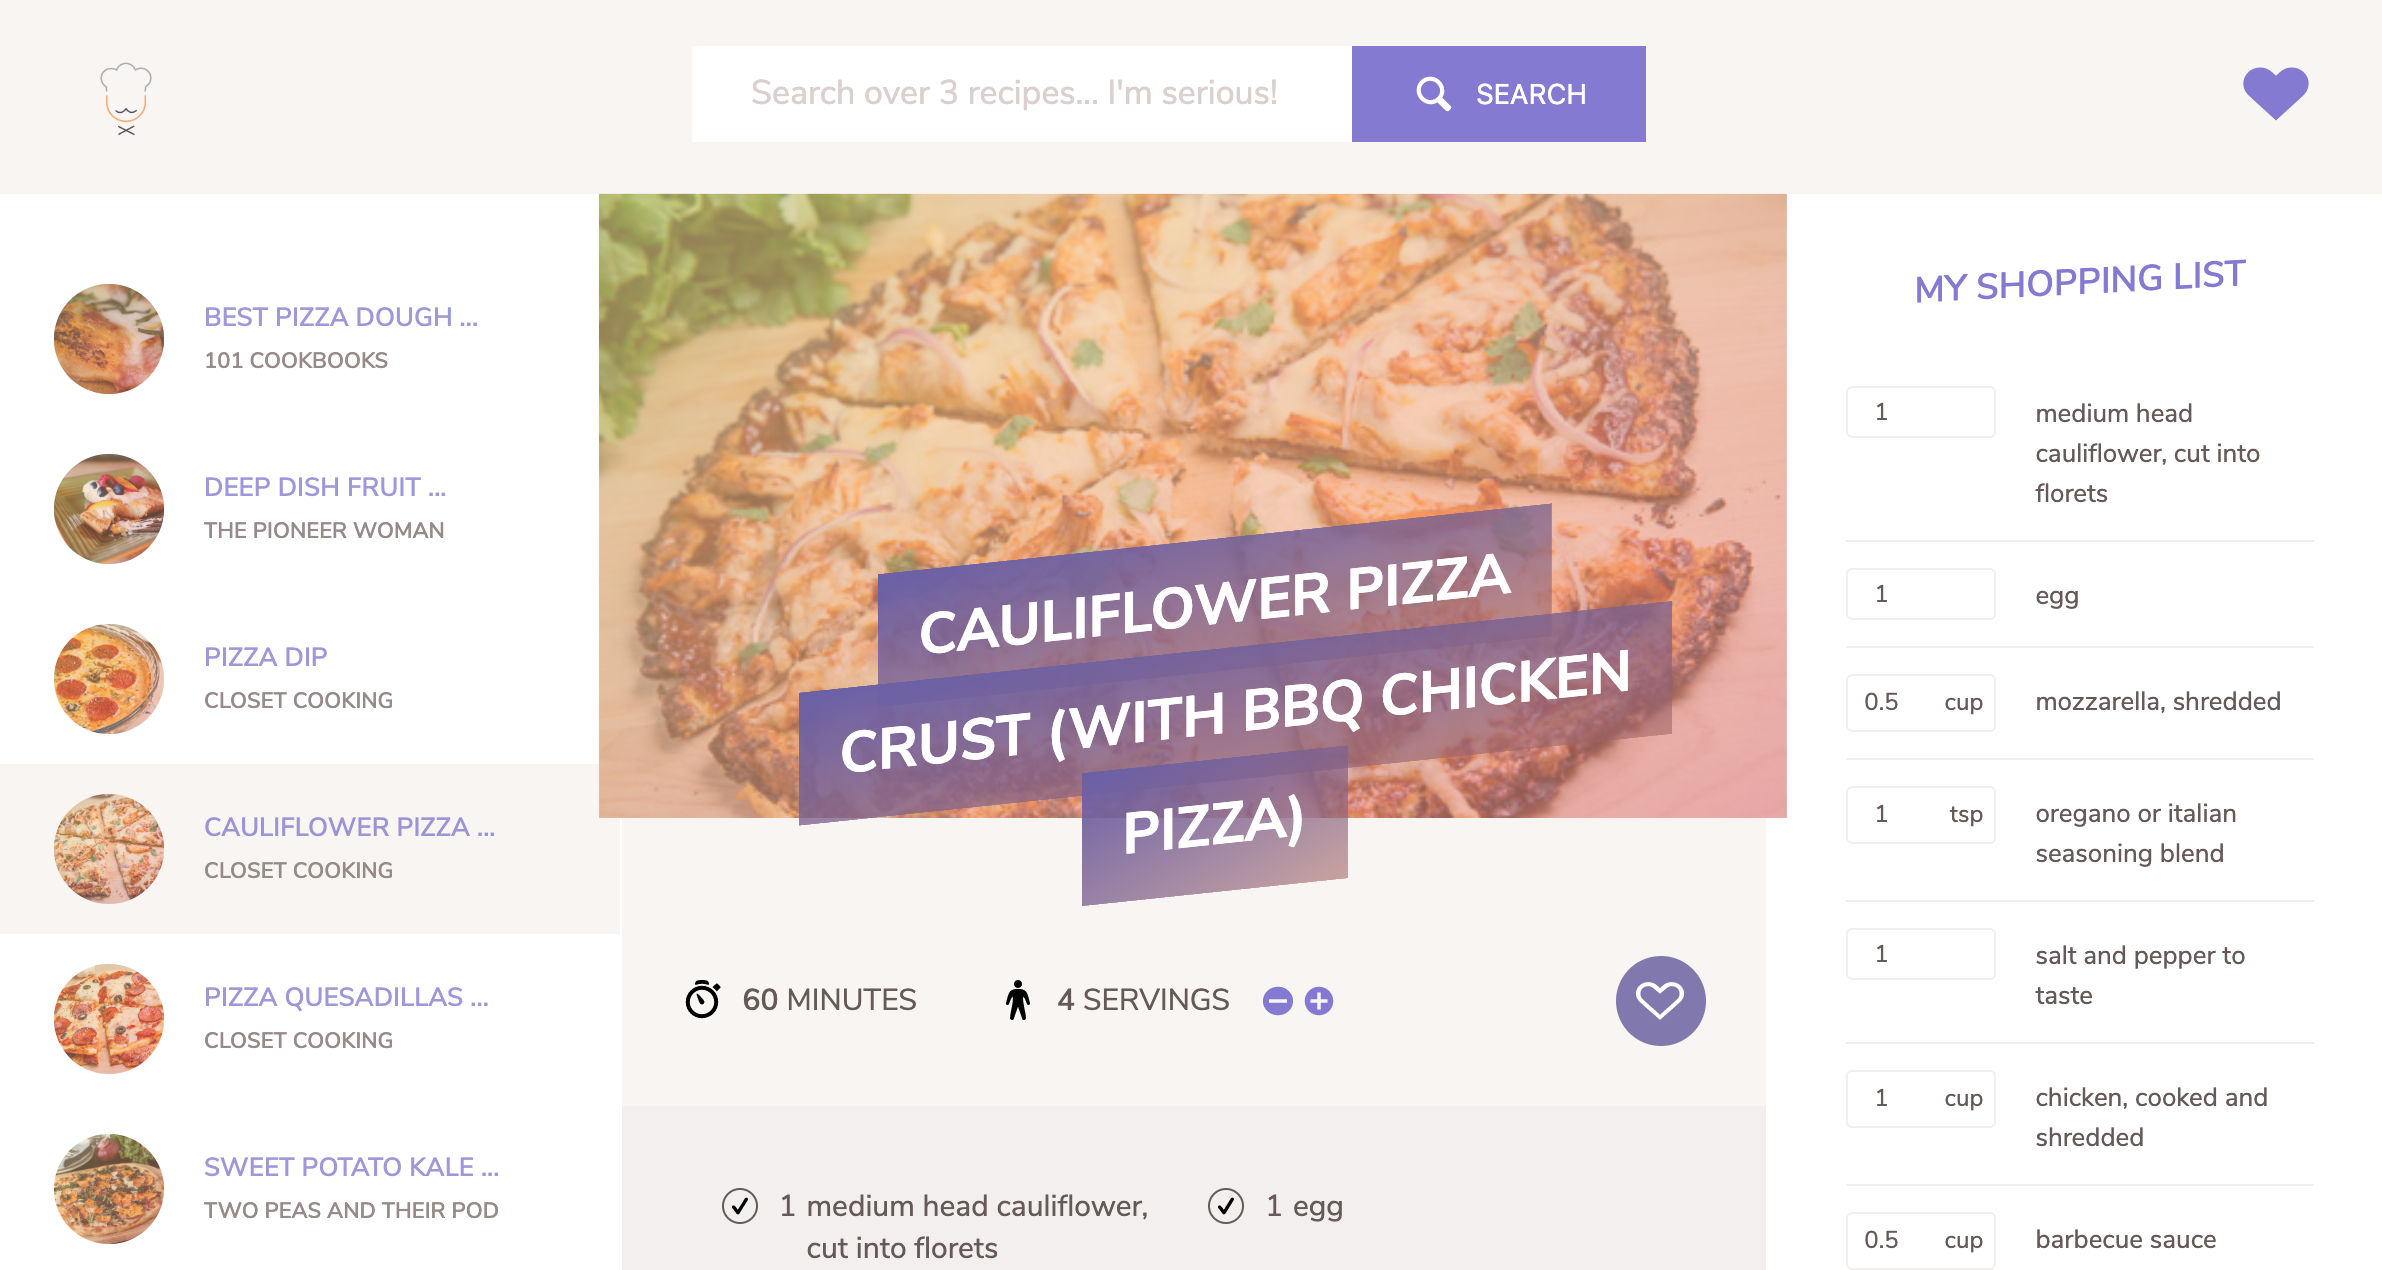 Search over 3 recipes... I'm serious!
SEARCH
BEST PIZZA DOUGH ...
101 COOKBOOKS
DEEP DISH FRUIT ...
THE PIONEER WOMAN
PIZZA DIP
CLOSET COOKING
CAULIFLOWER PIZZA ...
CLOSET COOKING
PIZZA QUESADILLAS ...
CLOSET COOKING
SWEET POTATO KALE ...
TWO PEAS AND THEIR POD
CAULIFLOWER PIZZA
CRUST (WITH BBQ CHICKEN
PIZZA)
60 MINUTES
4 SERVINGS
1 medium head cauliflower,
cut into florets
1 egg
MY SHOPPING LIST
1 medium head
cauliflower, cut into
florets
1 egg
0.5 cup mozzarella, shredded
1 tsp oregano or italian
seasoning blend
1 salt and pepper to
taste
1 cup chicken, cooked and
shredded
0.5 cup barbecue sauce